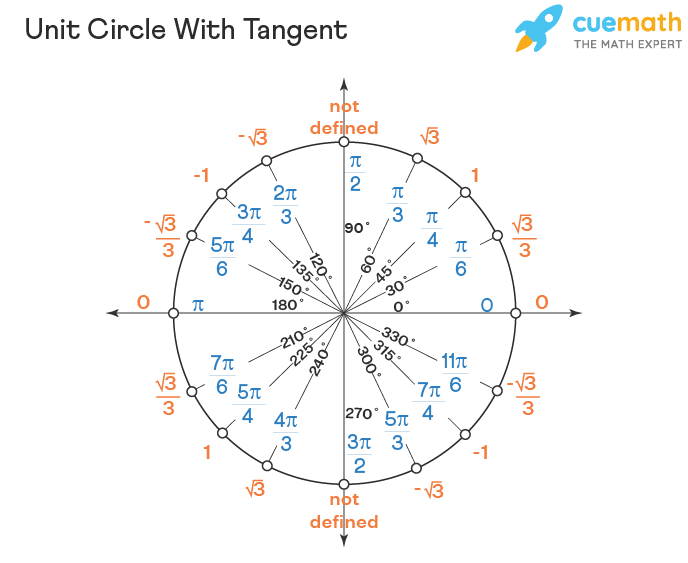 Unit Circle With Tangent
cuemath
THE MATH EXPERT
not
defined
-√3
√3
-1
1
-√3/3
√3/3
π/2
2π/3
π/3
3π/4
π/4
5π/6
π/6
90°
120°
60°
135°
45°
150°
30°
180°
0°
0
π
0
0
210°
330°
225°
315°
240°
300°
7π/6
11π/6
5π/4
7π/4
4π/3
5π/3
270°
3π/2
√3/3
-√3/3
1
-1
√3
-√3
not
defined